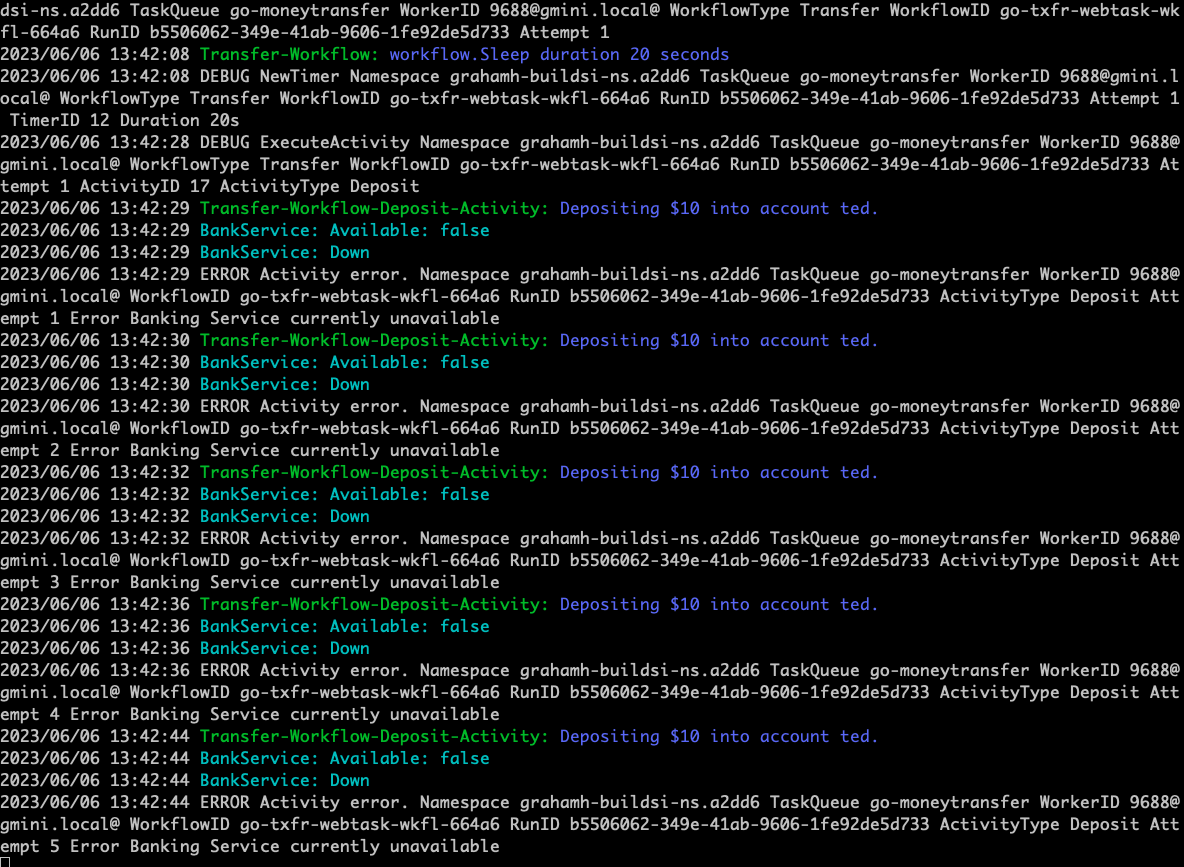 dsi-ns.a2dd6 TaskQueue go-moneytransfer WorkerID 9688@gmini.local@ WorkflowType Transfer WorkflowID go-txfr-webtask-wk
fl-664a6 RunID b5506062-349e-41ab-9606-1fe92de5d733 Attempt 1
2023/06/06 13:42:08 Transfer-Workflow: workflow.Sleep duration 20 seconds
2023/06/06 13:42:08 DEBUG NewTimer Namespace grahamh-buildsi-ns.a2dd6 TaskQueue go-moneytransfer WorkerID 9688@gmini.l
ocal@ WorkflowType Transfer WorkflowID go-txfr-webtask-wkfl-664a6 RunID b5506062-349e-41ab-9606-1fe92de5d733 Attempt 1
 TimerID 12 Duration 20s
2023/06/06 13:42:28 DEBUG ExecuteActivity Namespace grahamh-buildsi-ns.a2dd6 TaskQueue go-moneytransfer WorkerID 9688@
gmini.local@ WorkflowType Transfer WorkflowID go-txfr-webtask-wkfl-664a6 RunID b5506062-349e-41ab-9606-1fe92de5d733 At
tempt 1 ActivityID 17 ActivityType Deposit
2023/06/06 13:42:29 Transfer-Workflow-Deposit-Activity: Depositing $10 into account ted.
2023/06/06 13:42:29 BankService: Available: false
2023/06/06 13:42:29 BankService: Down
2023/06/06 13:42:29 ERROR Activity error. Namespace grahamh-buildsi-ns.a2dd6 TaskQueue go-moneytransfer WorkerID 9688@
gmini.local@ WorkflowID go-txfr-webtask-wkfl-664a6 RunID b5506062-349e-41ab-9606-1fe92de5d733 ActivityType Deposit Att
empt 1 Error Banking Service currently unavailable
2023/06/06 13:42:30 Transfer-Workflow-Deposit-Activity: Depositing $10 into account ted.
2023/06/06 13:42:30 BankService: Available: false
2023/06/06 13:42:30 BankService: Down
2023/06/06 13:42:30 ERROR Activity error. Namespace grahamh-buildsi-ns.a2dd6 TaskQueue go-moneytransfer WorkerID 9688@
gmini.local@ WorkflowID go-txfr-webtask-wkfl-664a6 RunID b5506062-349e-41ab-9606-1fe92de5d733 ActivityType Deposit Att
empt 2 Error Banking Service currently unavailable
2023/06/06 13:42:32 Transfer-Workflow-Deposit-Activity: Depositing $10 into account ted.
2023/06/06 13:42:32 BankService: Available: false
2023/06/06 13:42:32 BankService: Down
2023/06/06 13:42:32 ERROR Activity error. Namespace grahamh-buildsi-ns.a2dd6 TaskQueue go-moneytransfer WorkerID 9688@
gmini.local@ WorkflowID go-txfr-webtask-wkfl-664a6 RunID b5506062-349e-41ab-9606-1fe92de5d733 ActivityType Deposit Att
empt 3 Error Banking Service currently unavailable
2023/06/06 13:42:36 Transfer-Workflow-Deposit-Activity: Depositing $10 into account ted.
2023/06/06 13:42:36 BankService: Available: false
2023/06/06 13:42:36 BankService: Down
2023/06/06 13:42:36 ERROR Activity error. Namespace grahamh-buildsi-ns.a2dd6 TaskQueue go-moneytransfer WorkerID 9688@
gmini.local@ WorkflowID go-txfr-webtask-wkfl-664a6 RunID b5506062-349e-41ab-9606-1fe92de5d733 ActivityType Deposit Att
empt 4 Error Banking Service currently unavailable
2023/06/06 13:42:44 Transfer-Workflow-Deposit-Activity: Depositing $10 into account ted.
2023/06/06 13:42:44 BankService: Available: false
2023/06/06 13:42:44 BankService: Down
2023/06/06 13:42:44 ERROR Activity error. Namespace grahamh-buildsi-ns.a2dd6 TaskQueue go-moneytransfer WorkerID 9688@
gmini.local@ WorkflowID go-txfr-webtask-wkfl-664a6 RunID b5506062-349e-41ab-9606-1fe92de5d733 ActivityType Deposit Att
empt 5 Error Banking Service currently unavailable